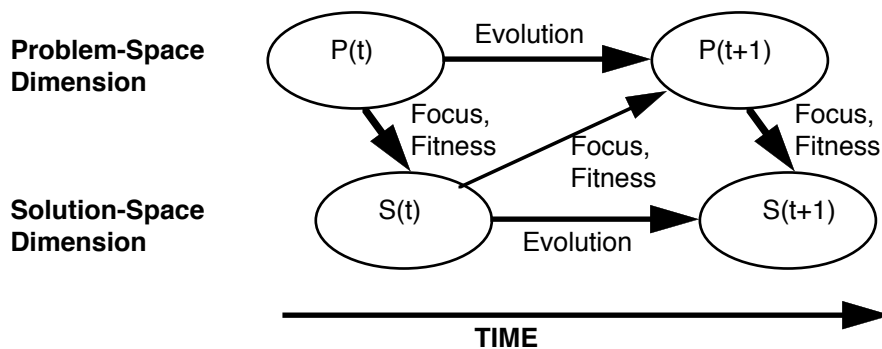 Problem-Space
Dimension
P(t)
Evolution
P(t+1)
Focus,
Fitness
Focus,
Fitness
Focus,
Fitness
Solution-Space
Dimension
S(t)
Evolution
S(t+1)
TIME